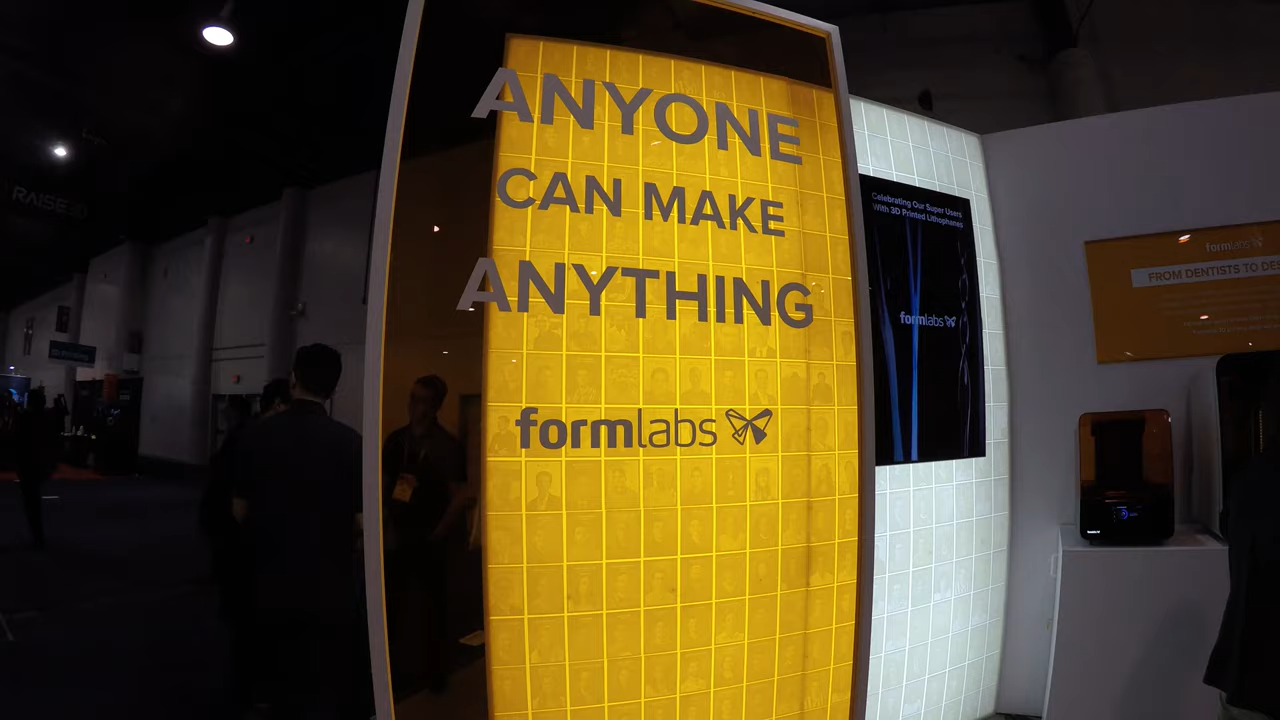 ANYONE
CAN MAKE
ANYTHING
formlabs
Celebrating Our Super Users
With 3D Printed Lithophanes
formlabs
formlabs
FROM DENTISTS TO DES
RAISE3D